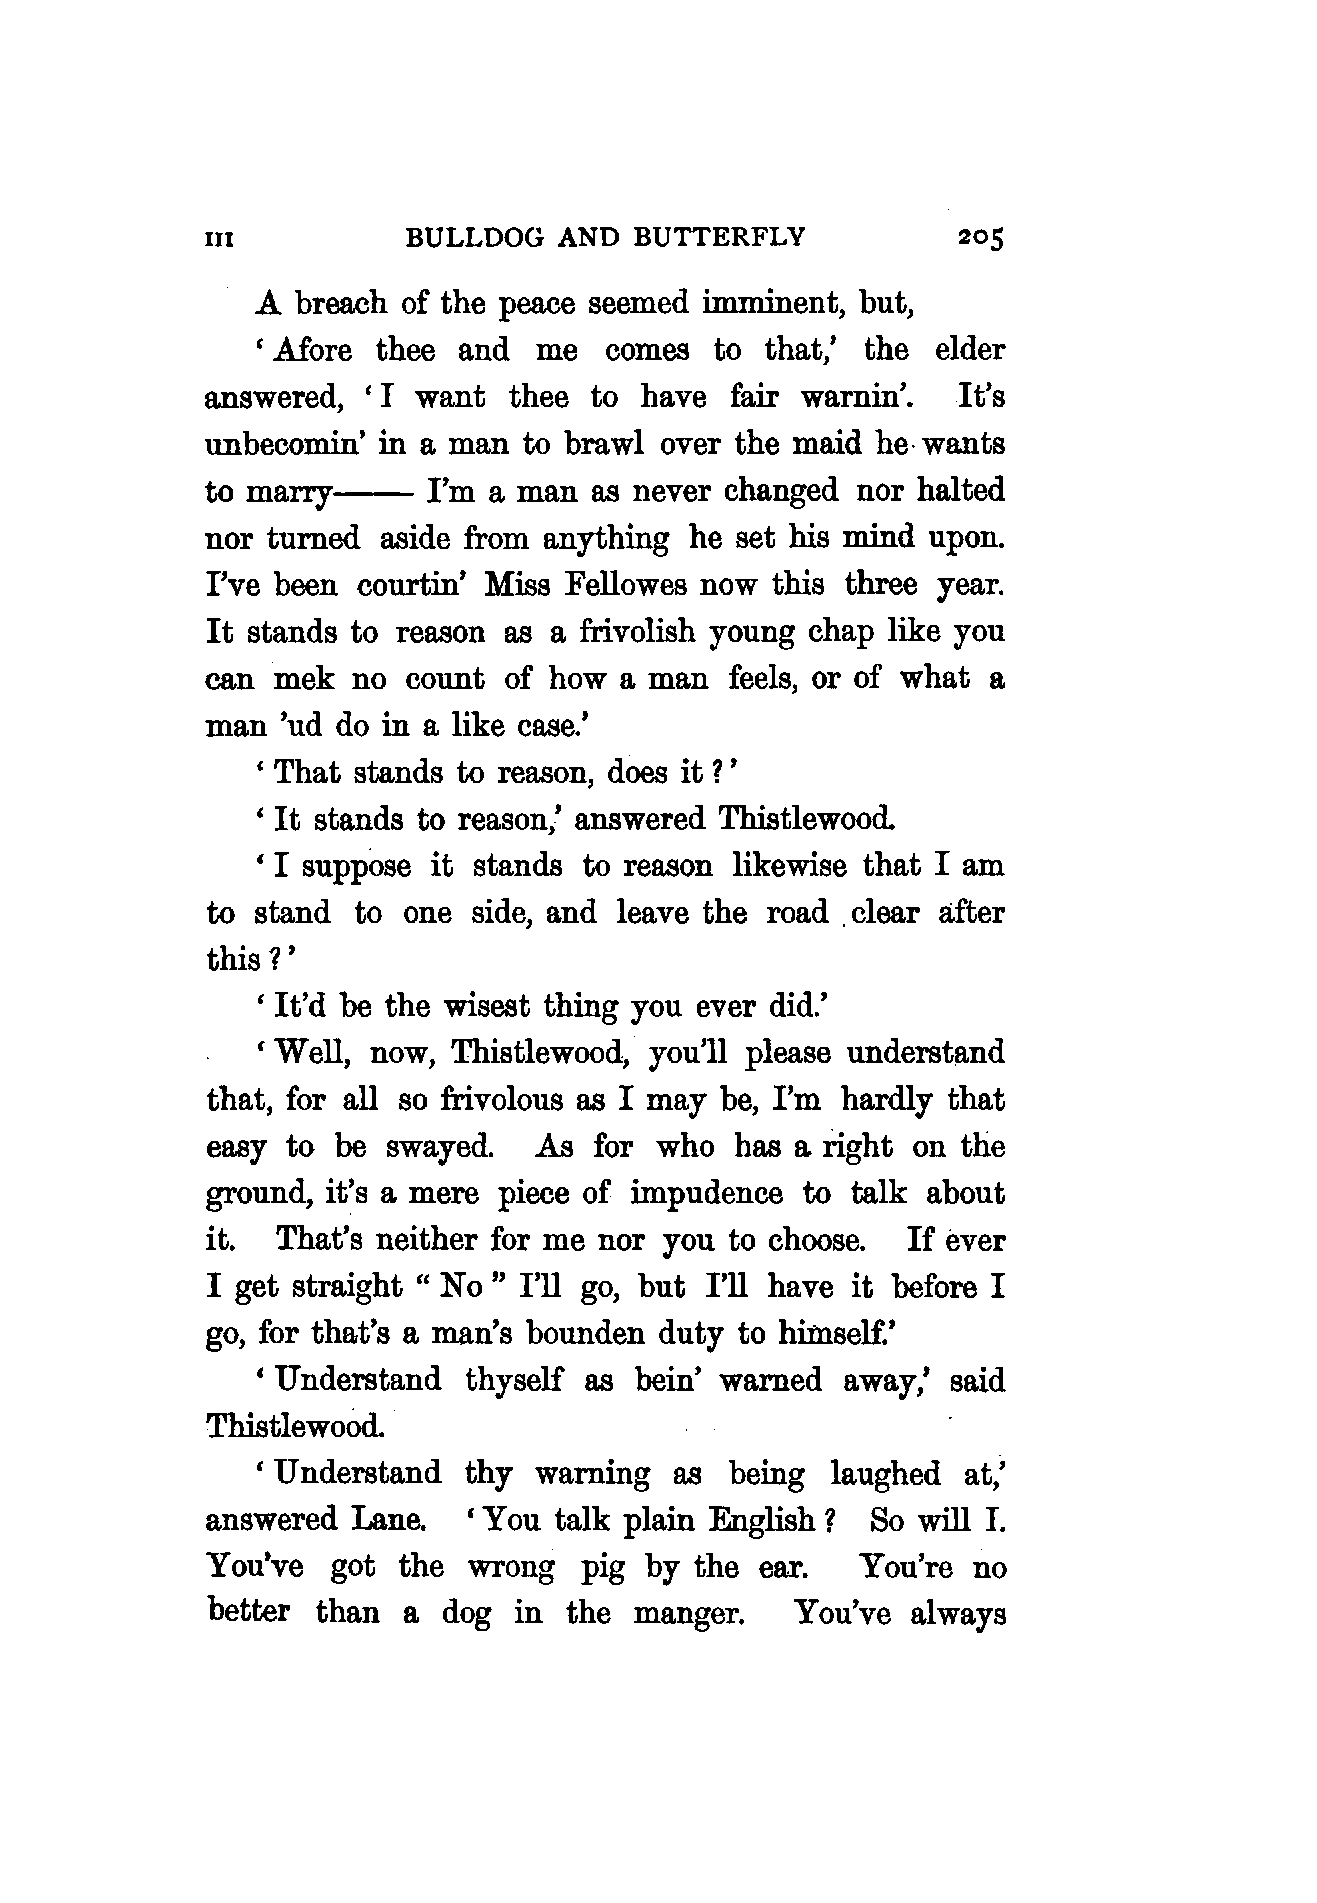 III BULLDOG AND BUTTERFLY 205
A breach of the peace seemed imminent, but,
‘Afore thee and me comes to that,’ the elder
answered, ‘I want thee to have fair warnin’. It’s
unbecomin’ in a man to brawl over the maid he wants
to marry—— I’m a man as never changed nor halted
nor turned aside from anything he set his mind upon.
I’ve been courtin’ Miss Fellowes now this three year.
It stands to reason as a frivolish young chap like you
can mek no count of how a man feels, or of what a
man ’ud do in a like case.’
‘That stands to reason, does it?’
‘It stands to reason,’ answered Thistlewood.
‘I suppose it stands to reason likewise that I am
to stand to one side, and leave the road clear after
this?’
‘It’d be the wisest thing you ever did.’
‘Well, now, Thistlewood, you’ll please understand
that, for all so frivolous as I may be, I’m hardly that
easy to be swayed. As for who has a right on the
ground, it’s a mere piece of impudence to talk about
it. That’s neither for me nor you to choose. If ever
I get straight “No” I’ll go, but I’ll have it before I
go, for that’s a man’s bounden duty to himself.’
‘Understand thyself as bein’ warned away,’ said
Thistlewood.
‘Understand thy warning as being laughed at,’
answered Lane. ‘You talk plain English? So will I.
You’ve got the wrong pig by the ear. You’re no
better than a dog in the manger. You’ve always